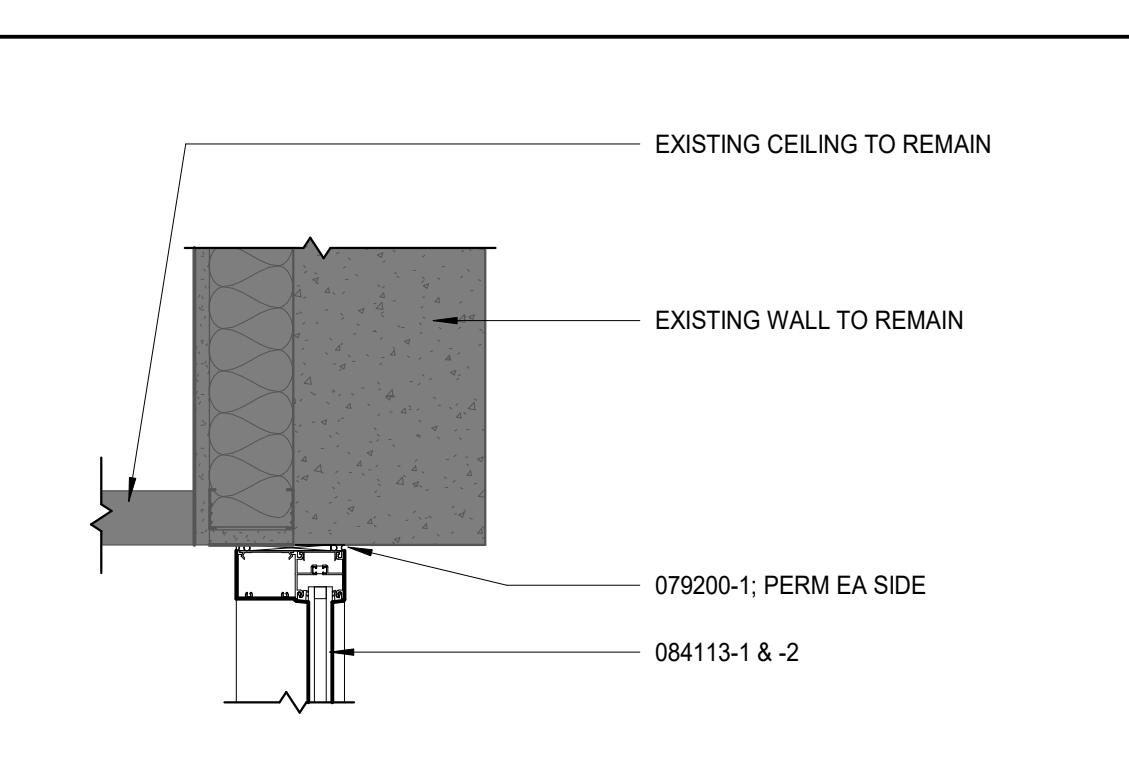 EXISTING CEILING TO REMAIN
EXISTING WALL TO REMAIN
079200-1; PERM EA SIDE
084113-1 & -2